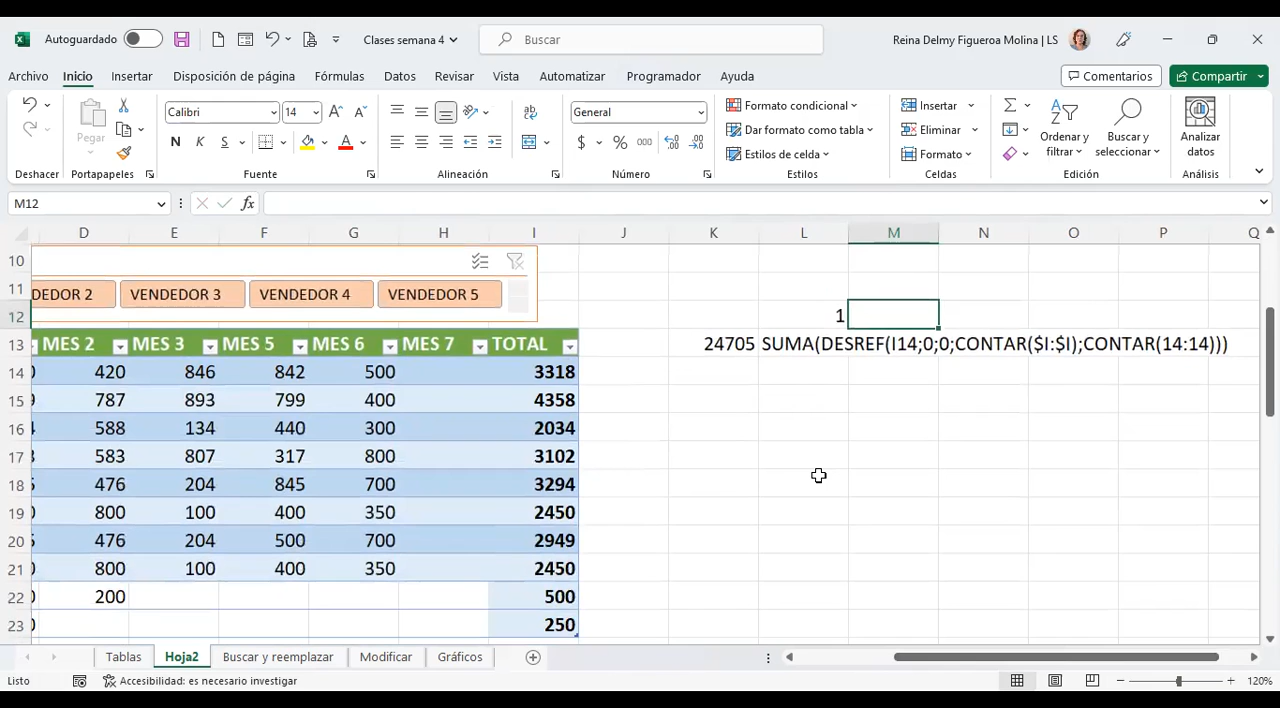 Autoguardado Clases semana 4 Buscar Reina Delmy Figueroa Molina | LS
Archivo Inicio Insertar Disposición de página Fórmulas Datos Revisar Vista Automatizar Programador Ayuda Comentarios Compartir
Pegar
Calibri 14
N K S
General
$ % 000
Formato condicional
Dar formato como tabla
Estilos de celda
Insertar
Eliminar
Formato
Ordenar y filtrar
Buscar y seleccionar
Analizar datos
Deshacer Portapapeles Fuente Alineación Número Estilos Celdas Edición Análisis
M12 fx
D E F G H I J K L M N O P Q
10
11 DEDOR 2 VENDEDOR 3 VENDEDOR 4 VENDEDOR 5
12 1
13 MES 2 MES 3 MES 5 MES 6 MES 7 TOTAL 24705 SUMA(DESREF(I14;0;0;CONTAR($I:$I);CONTAR(14:14)))
14 420 846 842 500 3318
15 787 893 799 400 4358
16 588 134 440 300 2034
17 583 807 317 800 3102
18 476 204 845 700 3294
19 800 100 400 350 2450
20 476 204 500 700 2949
21 800 100 400 350 2450
22 200 500
23 250
Tablas Hoja2 Buscar y reemplazar Modificar Gráficos
Listo Accesibilidad: es necesario investigar 120%